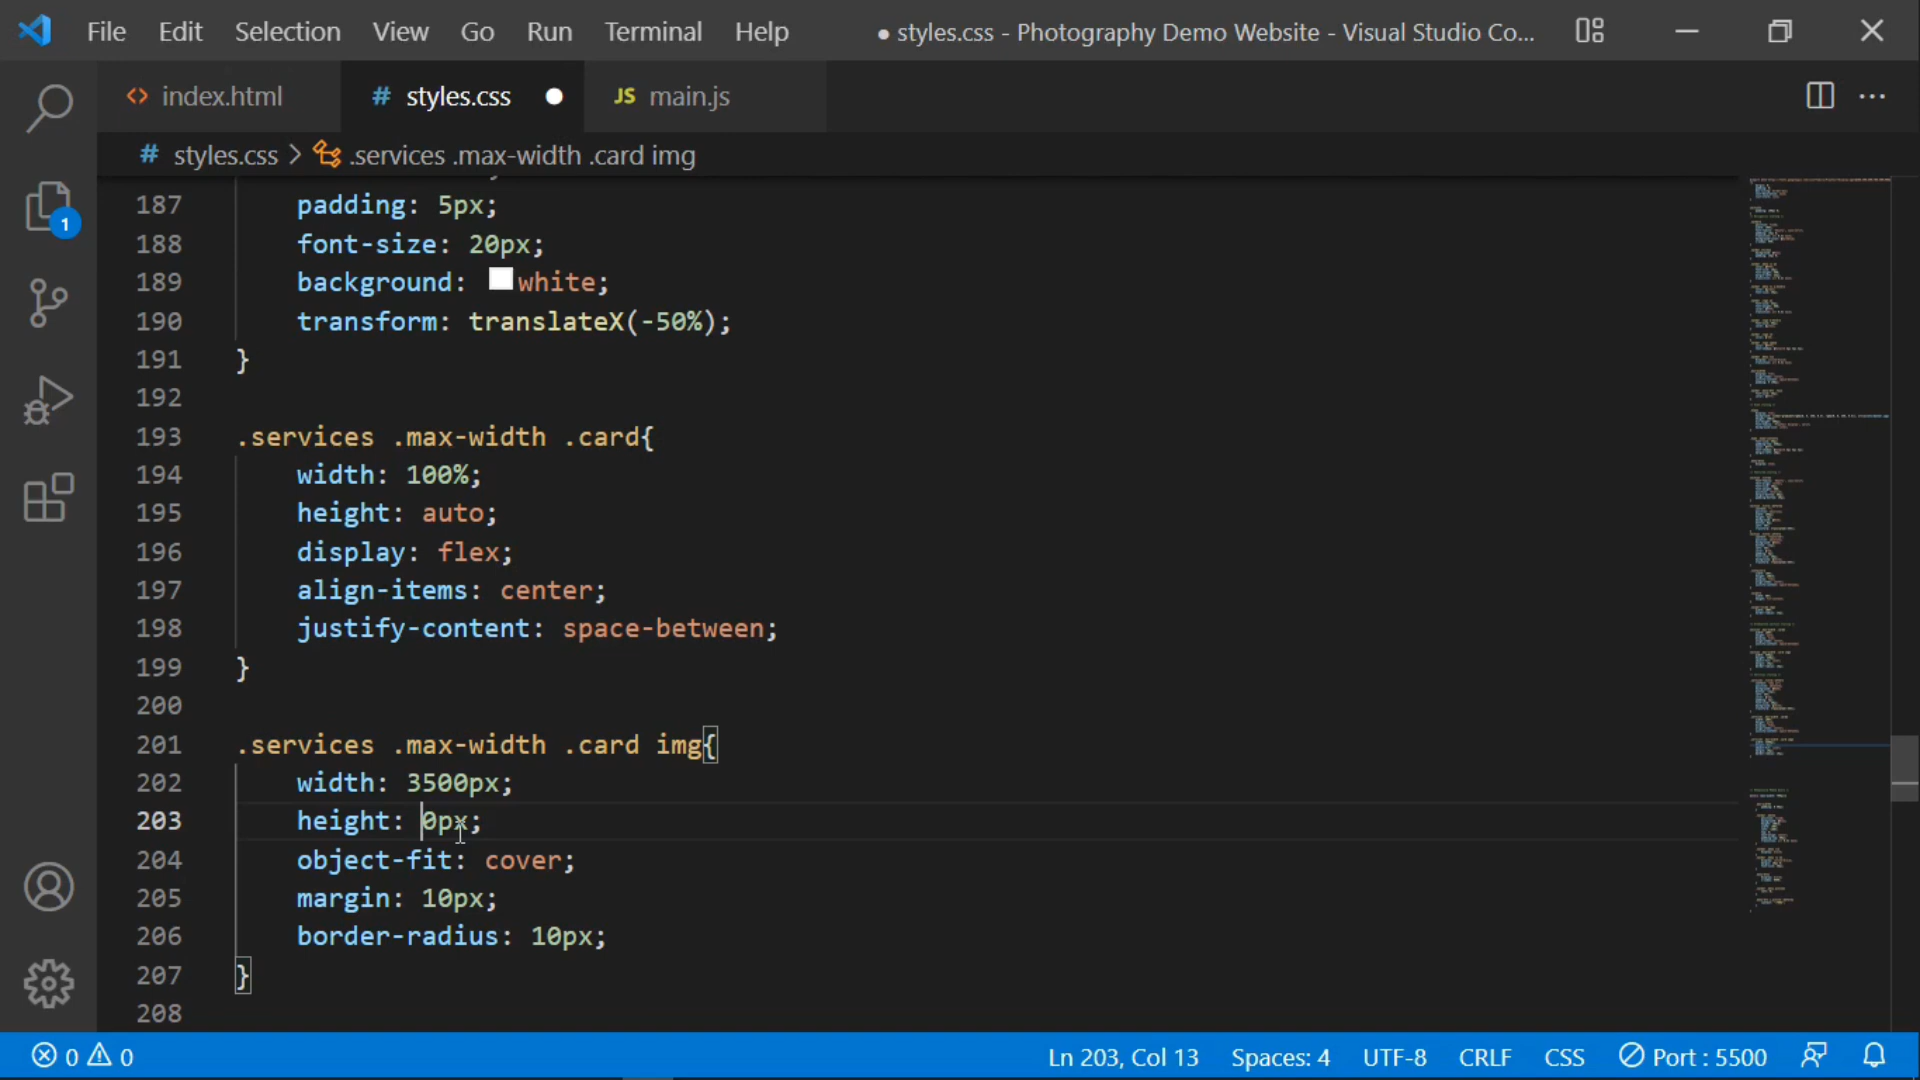 File Edit Selection View Go Run Terminal Help ● styles.css - Photography Demo Website - Visual Studio Co...
index.html # styles.css ● JS main.js
# styles.css > .services .max-width .card img
187 padding: 5px;
188 font-size: 20px;
189 background: white;
190 transform: translateX(-50%);
191 }
192
193 .services .max-width .card{
194 width: 100%;
195 height: auto;
196 display: flex;
197 align-items: center;
198 justify-content: space-between;
199 }
200
201 .services .max-width .card img{
202 width: 3500px;
203 height: 0px;
204 object-fit: cover;
205 margin: 10px;
206 border-radius: 10px;
207 }
208
1
0 0 Ln 203, Col 13 Spaces: 4 UTF-8 CRLF CSS Port : 5500